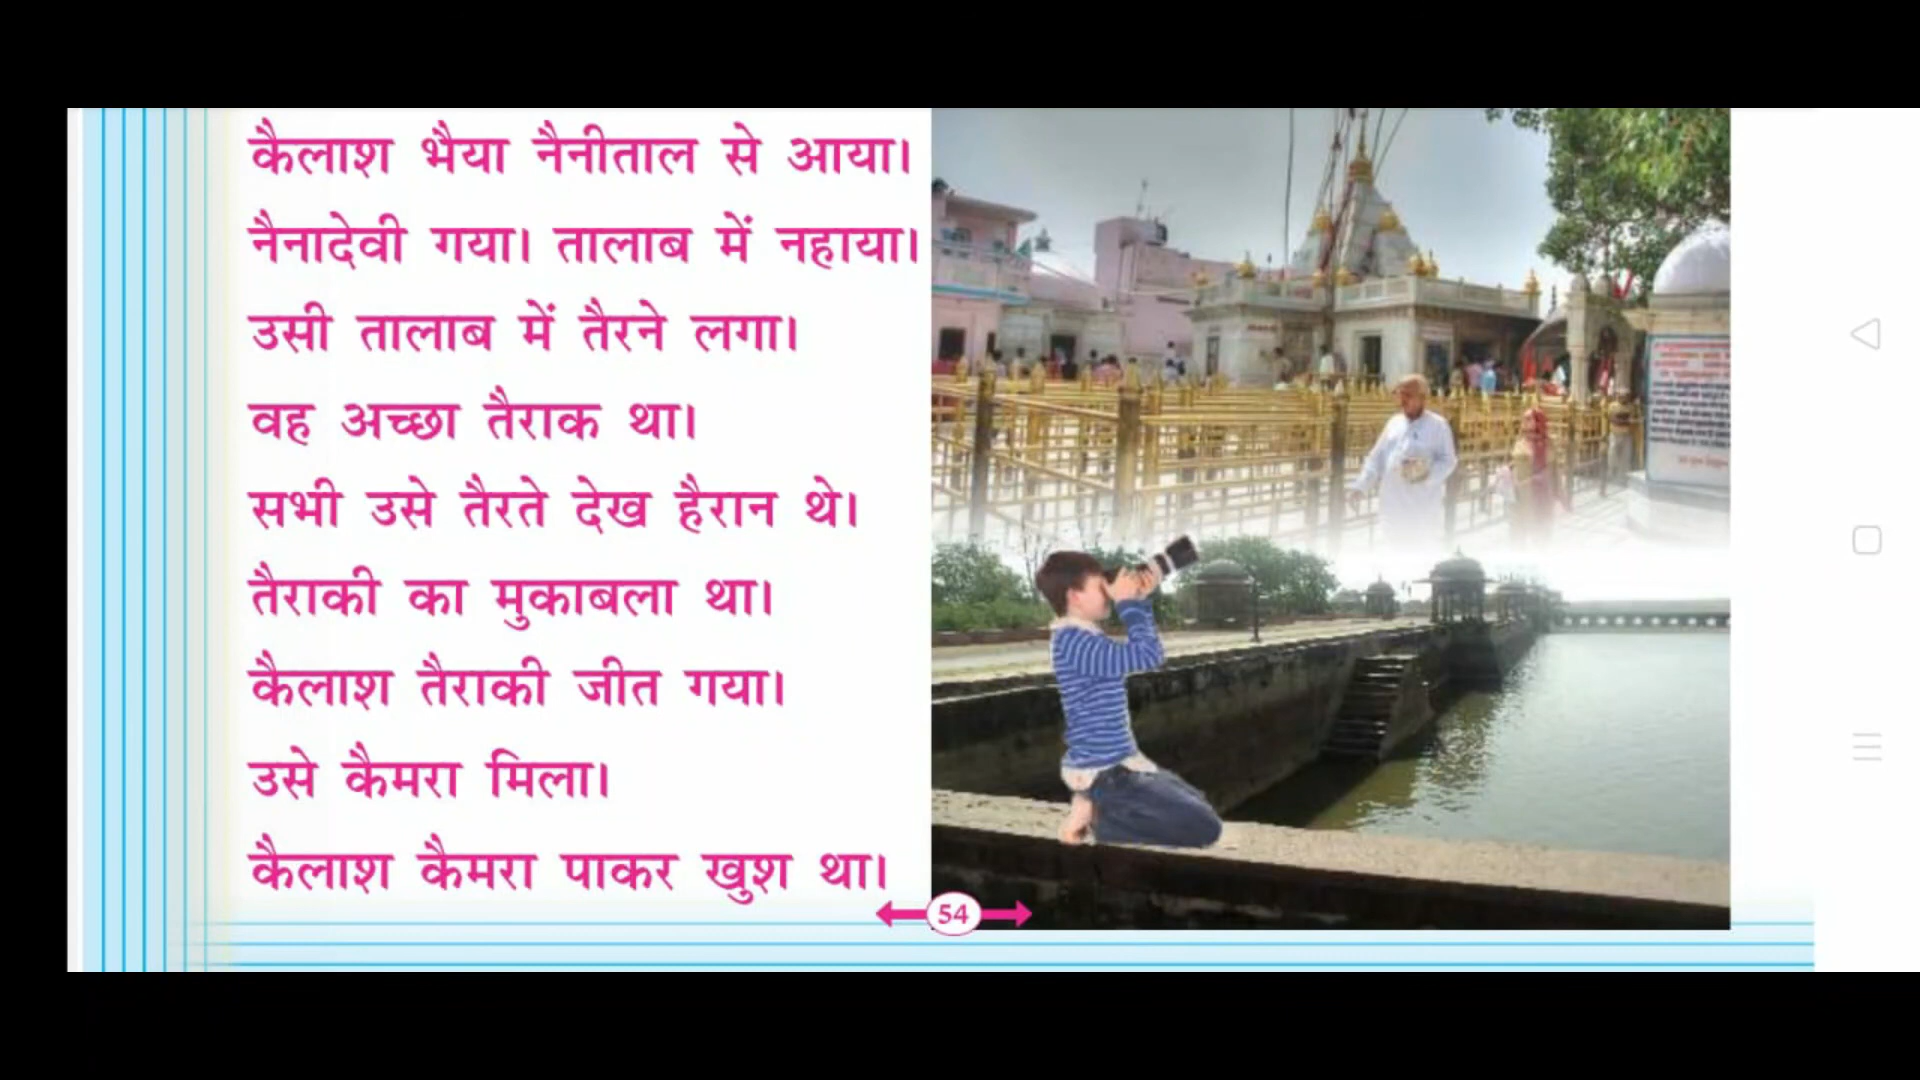 कैलाश भैया नैनीताल से आया।
नैनादेवी गया। तालाब में नहाया।
उसी तालाब में तैरने लगा।
वह अच्छा तैराक था।
सभी उसे तैरते देख हैरान थे।
तैराकी का मुकाबला था।
कैलाश तैराकी जीत गया।
उसे कैमरा मिला।
कैलाश कैमरा पाकर खुश था।
54